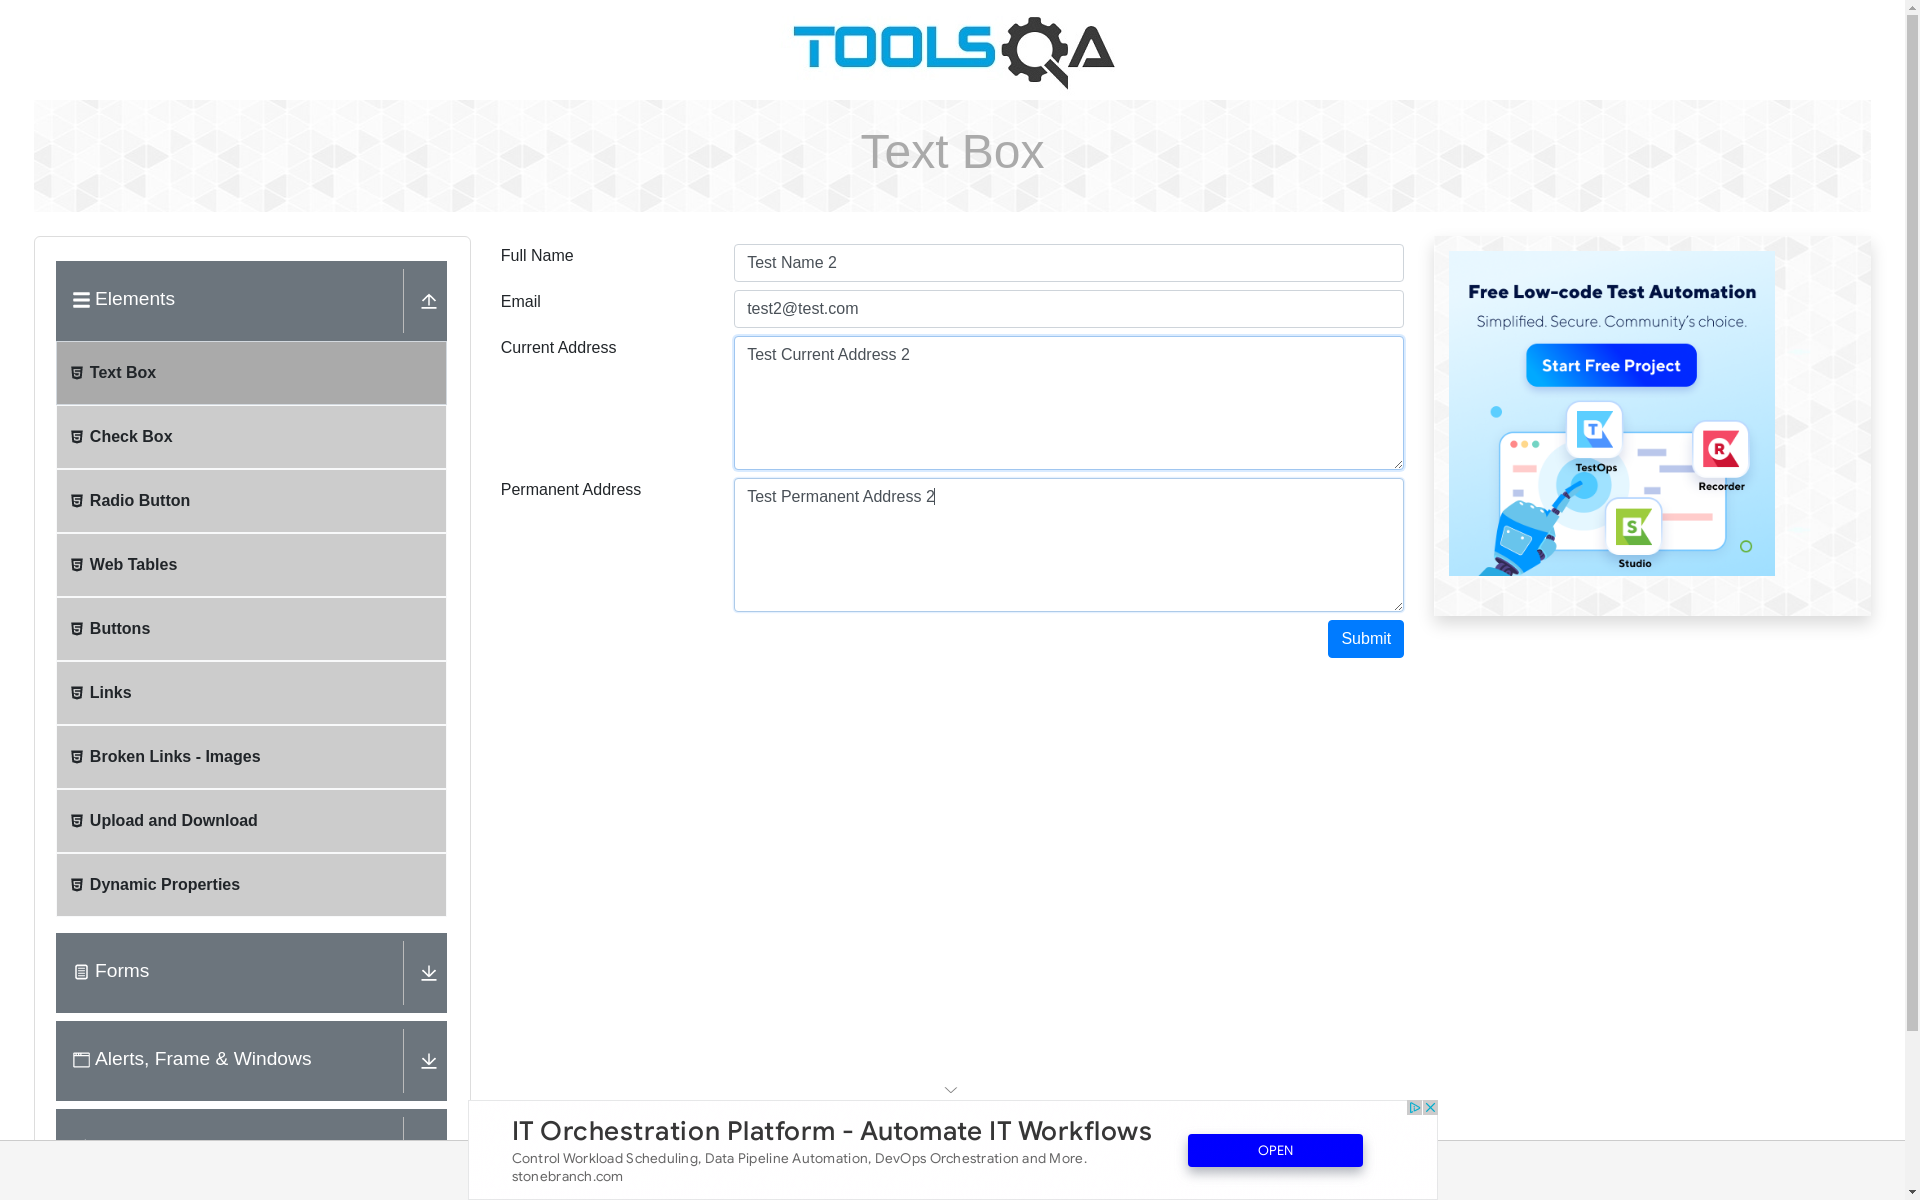 TOOLSQA
Text Box
Elements
Text Box
Check Box
Radio Button
Web Tables
Buttons
Links
Broken Links - Images
Upload and Download
Dynamic Properties
Forms
Alerts, Frame & Windows
Full Name
Test Name 2
Email
test2@test.com
Current Address
Test Current Address 2
Permanent Address
Test Permanent Address 2
Submit
Free Low-code Test Automation
Simplified. Secure. Community's choice.
Start Free Project
T
TestOps
R
Recorder
S
Studio
IT Orchestration Platform - Automate IT Workflows
Control Workload Scheduling, Data Pipeline Automation, DevOps Orchestration and More.
stonebranch.com
OPEN